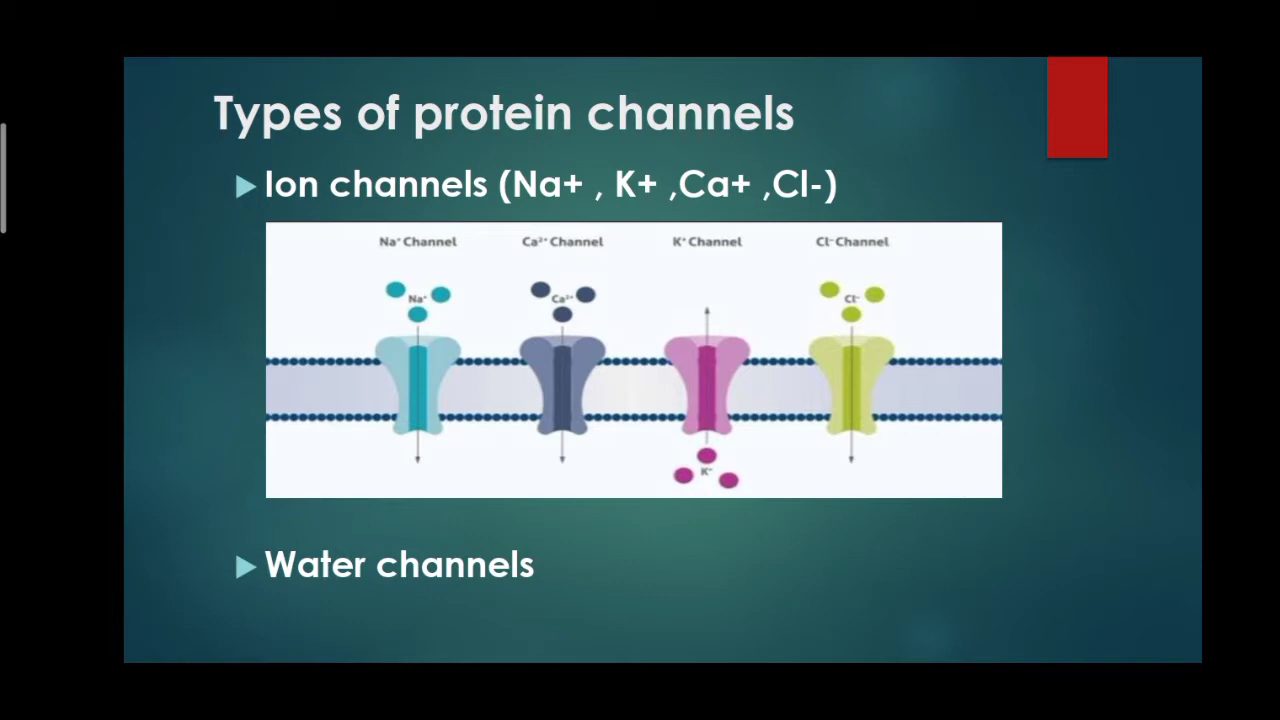 Types of protein channels
Ion channels (Na+ , K+ ,Ca+ ,Cl-)
Na⁺ Channel Ca²⁺ Channel K⁺ Channel Cl⁻ Channel
Na⁺ Ca²⁺ Cl⁻
K⁺
Water channels